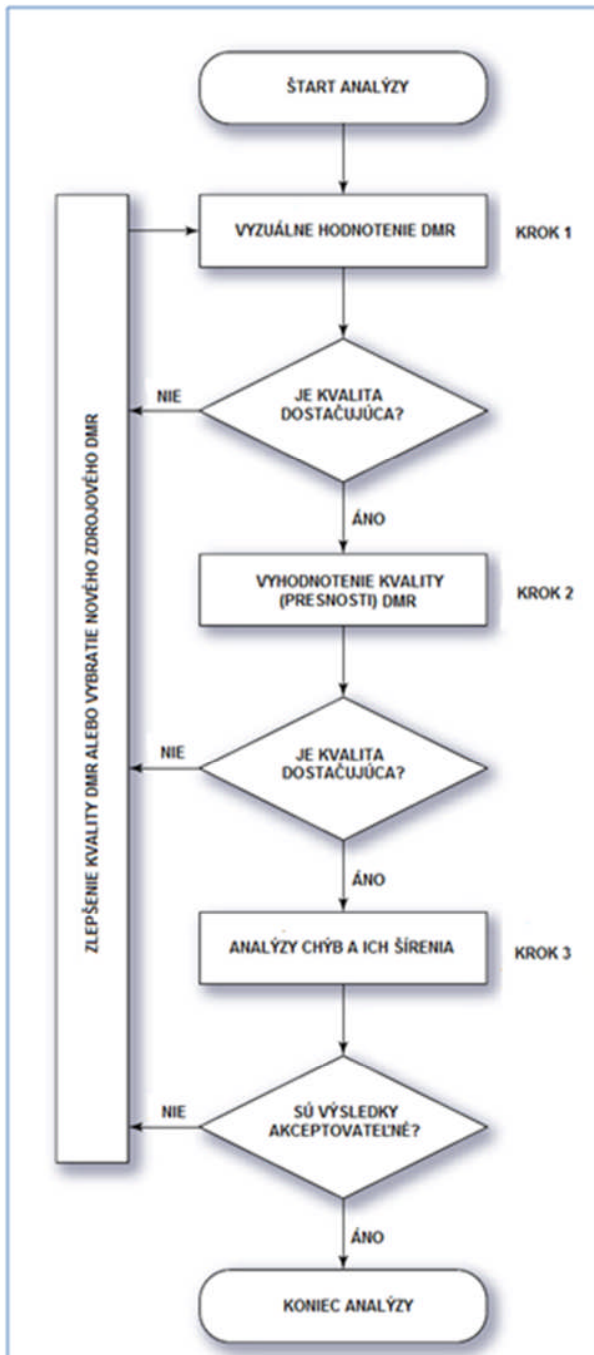 ŠTART ANALÝZY
VYZUÁLNE HODNOTENIE DMR
KROK 1
JE KVALITA
DOSTAČUJÚCA?
NIE
ÁNO
VYHODNOTENIE KVALITY
(PRESNOSTI) DMR
KROK 2
JE KVALITA
DOSTAČUJÚCA?
NIE
ÁNO
ANALÝZY CHÝB A ICH ŠÍRENIA
KROK 3
SÚ VÝSLEDKY
AKCEPTOVATEĽNÉ?
NIE
ÁNO
KONIEC ANALÝZY
ZLEPŠENIE KVALITY DMR ALEBO VYBRATIE NOVÉHO ZDROJOVÉHO DMR